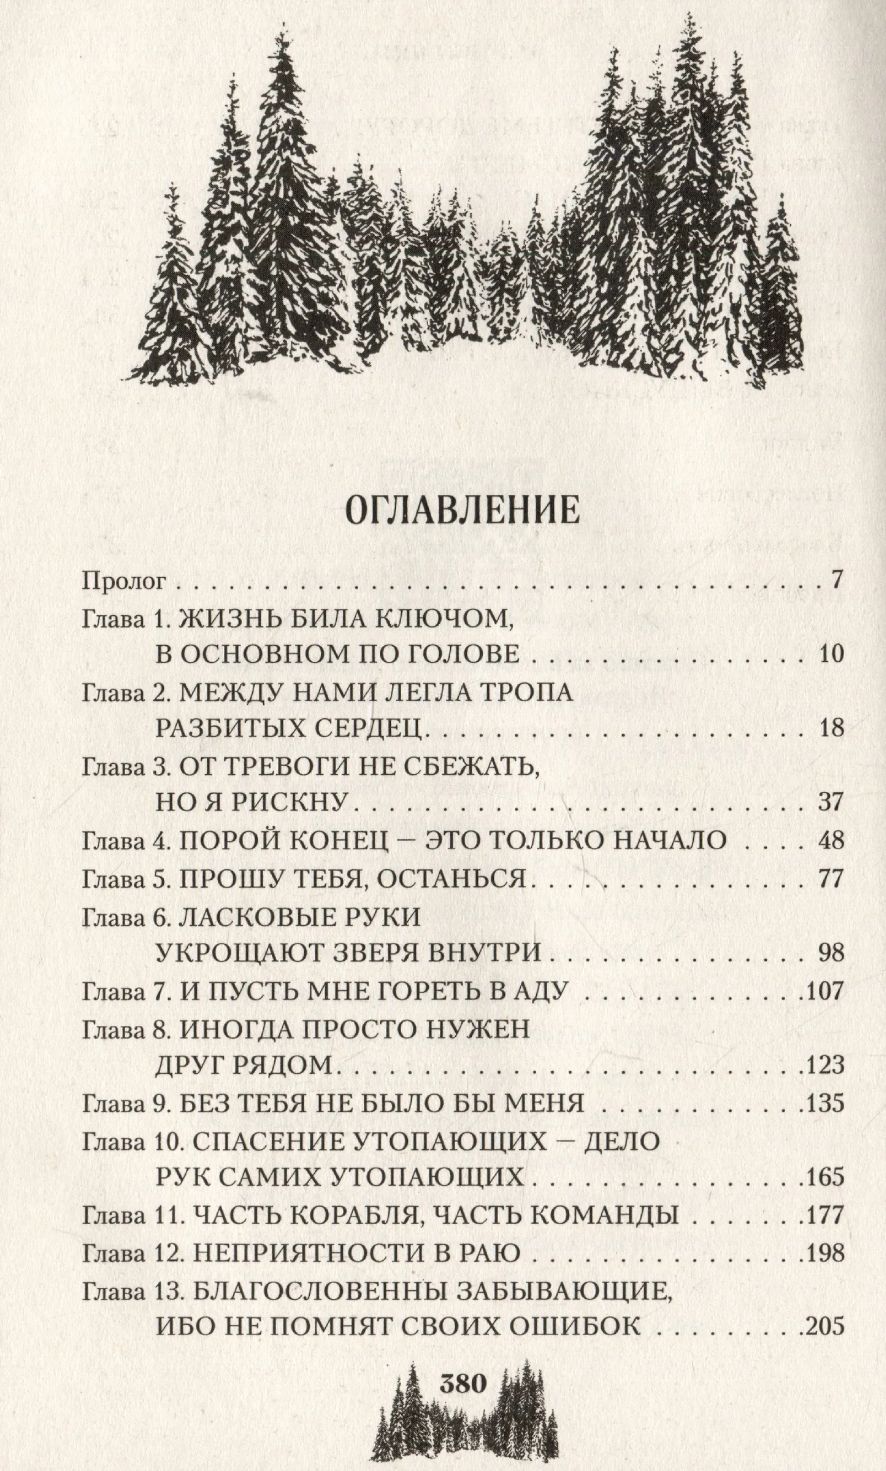 ОГЛАВЛЕНИЕ
Пролог . . . . . . . . . . . . . . . . . . . . . . . . . . . . . . . . . . . . . . . . . . . . . 7
Глава 1. ЖИЗНЬ БИЛА КЛЮЧОМ,
В ОСНОВНОМ ПО ГОЛОВЕ . . . . . . . . . . . . . . . . . . . 10
Глава 2. МЕЖДУ НАМИ ЛЕГЛА ТРОПА
РАЗБИТЫХ СЕРДЕЦ. . . . . . . . . . . . . . . . . . . . . . . . . . 18
Глава 3. ОТ ТРЕВОГИ НЕ СБЕЖАТЬ,
НО Я РИСКНУ. . . . . . . . . . . . . . . . . . . . . . . . . . . . . . . 37
Глава 4. ПОРОЙ КОНЕЦ — ЭТО ТОЛЬКО НАЧАЛО . . . . 48
Глава 5. ПРОШУ ТЕБЯ, ОСТАНЬСЯ. . . . . . . . . . . . . . . . . . . 77
Глава 6. ЛАСКОВЫЕ РУКИ
УКРОЩАЮТ ЗВЕРЯ ВНУТРИ . . . . . . . . . . . . . . . . . . 98
Глава 7. И ПУСТЬ МНЕ ГОРЕТЬ В АДУ . . . . . . . . . . . . . . . .107
Глава 8. ИНОГДА ПРОСТО НУЖЕН
ДРУГ РЯДОМ. . . . . . . . . . . . . . . . . . . . . . . . . . . . . . . . .123
Глава 9. БЕЗ ТЕБЯ НЕ БЫЛО БЫ МЕНЯ . . . . . . . . . . . . . . .135
Глава 10. СПАСЕНИЕ УТОПАЮЩИХ — ДЕЛО
РУК САМИХ УТОПАЮЩИХ . . . . . . . . . . . . . . . . . . .165
Глава 11. ЧАСТЬ КОРАБЛЯ, ЧАСТЬ КОМАНДЫ . . . . . . . .177
Глава 12. НЕПРИЯТНОСТИ В РАЮ . . . . . . . . . . . . . . . . . . .198
Глава 13. БЛАГОСЛОВЕННЫ ЗАБЫВАЮЩИЕ,
ИБО НЕ ПОМНЯТ СВОИХ ОШИБОК . . . . . . . . . .205
380